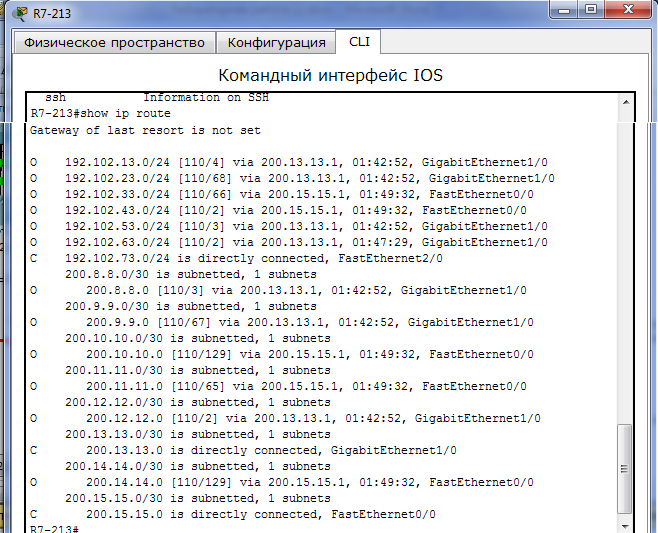 R7-213
Физическое пространство
Конфигурация
CLI
Командный интерфейс IOS
ssh Information on SSH
R7-213#show ip route
Gateway of last resort is not set
O 192.102.13.0/24 [110/4] via 200.13.13.1, 01:42:52, GigabitEthernet1/0
O 192.102.23.0/24 [110/68] via 200.13.13.1, 01:42:52, GigabitEthernet1/0
O 192.102.33.0/24 [110/66] via 200.15.15.1, 01:49:32, FastEthernet0/0
O 192.102.43.0/24 [110/2] via 200.15.15.1, 01:49:32, FastEthernet0/0
O 192.102.53.0/24 [110/3] via 200.13.13.1, 01:42:52, GigabitEthernet1/0
O 192.102.63.0/24 [110/2] via 200.13.13.1, 01:47:29, GigabitEthernet1/0
C 192.102.73.0/24 is directly connected, FastEthernet2/0
200.8.8.0/30 is subnetted, 1 subnets
O 200.8.8.0 [110/3] via 200.13.13.1, 01:42:52, GigabitEthernet1/0
200.9.9.0/30 is subnetted, 1 subnets
O 200.9.9.0 [110/67] via 200.13.13.1, 01:42:52, GigabitEthernet1/0
200.10.10.0/30 is subnetted, 1 subnets
O 200.10.10.0 [110/129] via 200.15.15.1, 01:49:32, FastEthernet0/0
200.11.11.0/30 is subnetted, 1 subnets
O 200.11.11.0 [110/65] via 200.15.15.1, 01:49:32, FastEthernet0/0
200.12.12.0/30 is subnetted, 1 subnets
O 200.12.12.0 [110/2] via 200.13.13.1, 01:42:52, GigabitEthernet1/0
200.13.13.0/30 is subnetted, 1 subnets
C 200.13.13.0 is directly connected, GigabitEthernet1/0
200.14.14.0/30 is subnetted, 1 subnets
O 200.14.14.0 [110/129] via 200.15.15.1, 01:49:32, FastEthernet0/0
200.15.15.0/30 is subnetted, 1 subnets
C 200.15.15.0 is directly connected, FastEthernet0/0
R7-213#